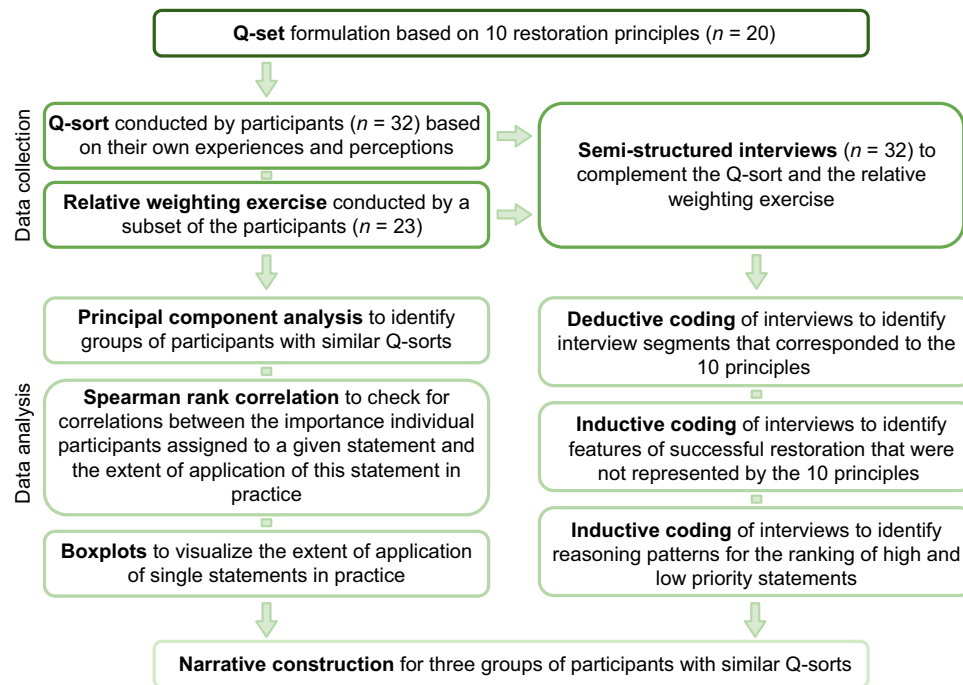 Q-set formulation based on 10 restoration principles (n = 20)
Data collection
Q-sort conducted by participants (n = 32) based
on their own experiences and perceptions
Relative weighting exercise conducted by a
subset of the participants (n = 23)
Semi-structured interviews (n = 32) to
complement the Q-sort and the relative
weighting exercise
Data analysis
Principal component analysis to identify
groups of participants with similar Q-sorts
Spearman rank correlation to check for
correlations between the importance individual
participants assigned to a given statement and
the extent of application of this statement in
practice
Boxplots to visualize the extent of application
of single statements in practice
Deductive coding of interviews to identify
interview segments that corresponded to the
10 principles
Inductive coding of interviews to identify
features of successful restoration that were
not represented by the 10 principles
Inductive coding of interviews to identify
reasoning patterns for the ranking of high and
low priority statements
Narrative construction for three groups of participants with similar Q-sorts